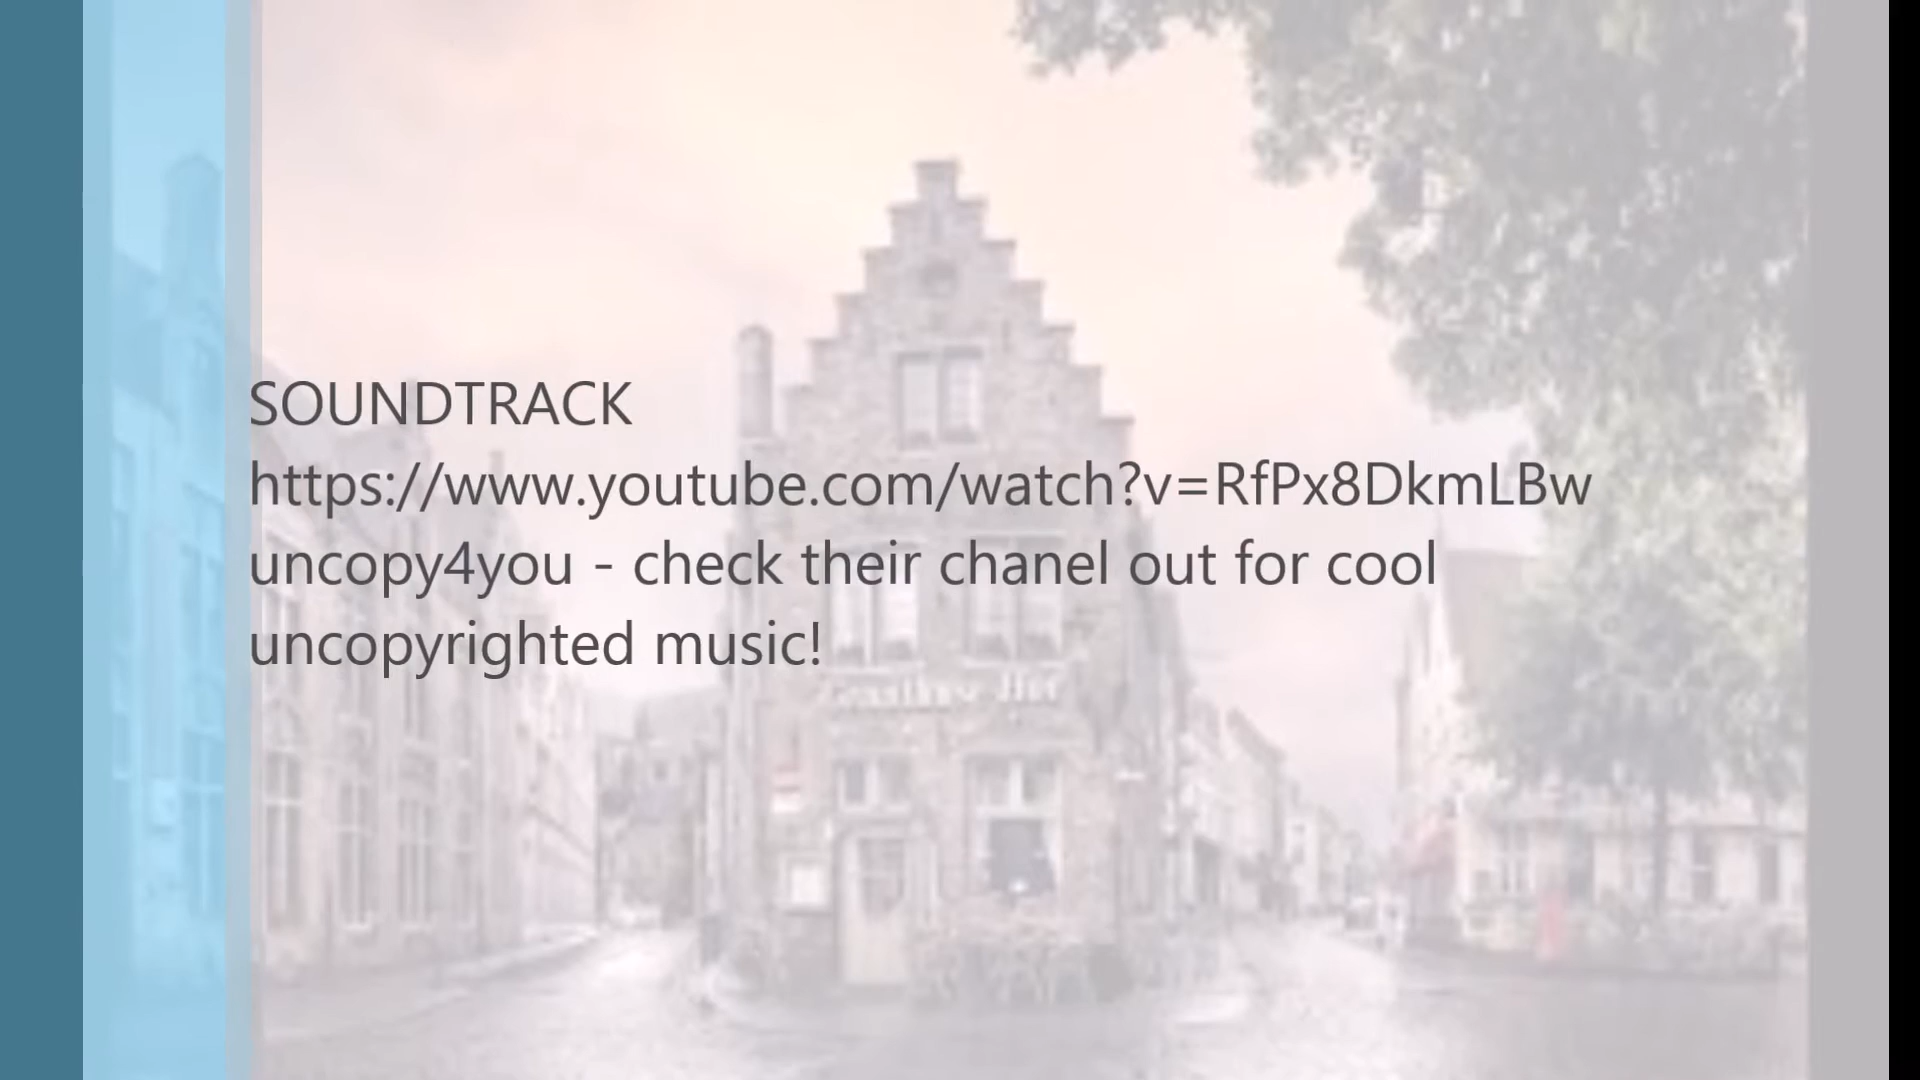 SOUNDTRACK
https://www.youtube.com/watch?v=RfPx8DkmLBw
uncopy4you - check their chanel out for cool
uncopyrighted music!